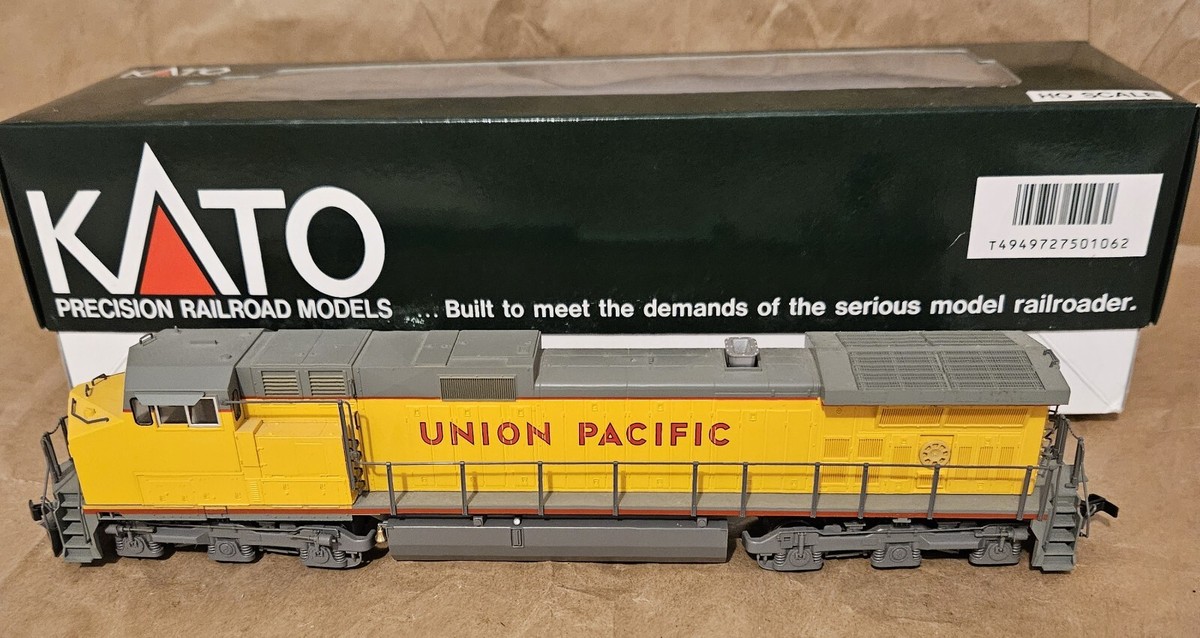 KATO
HO SCALE
KATO
T4949727501062
PRECISION RAILROAD MODELS ...Built to meet the demands of the serious model railroader.
UNION PACIFIC